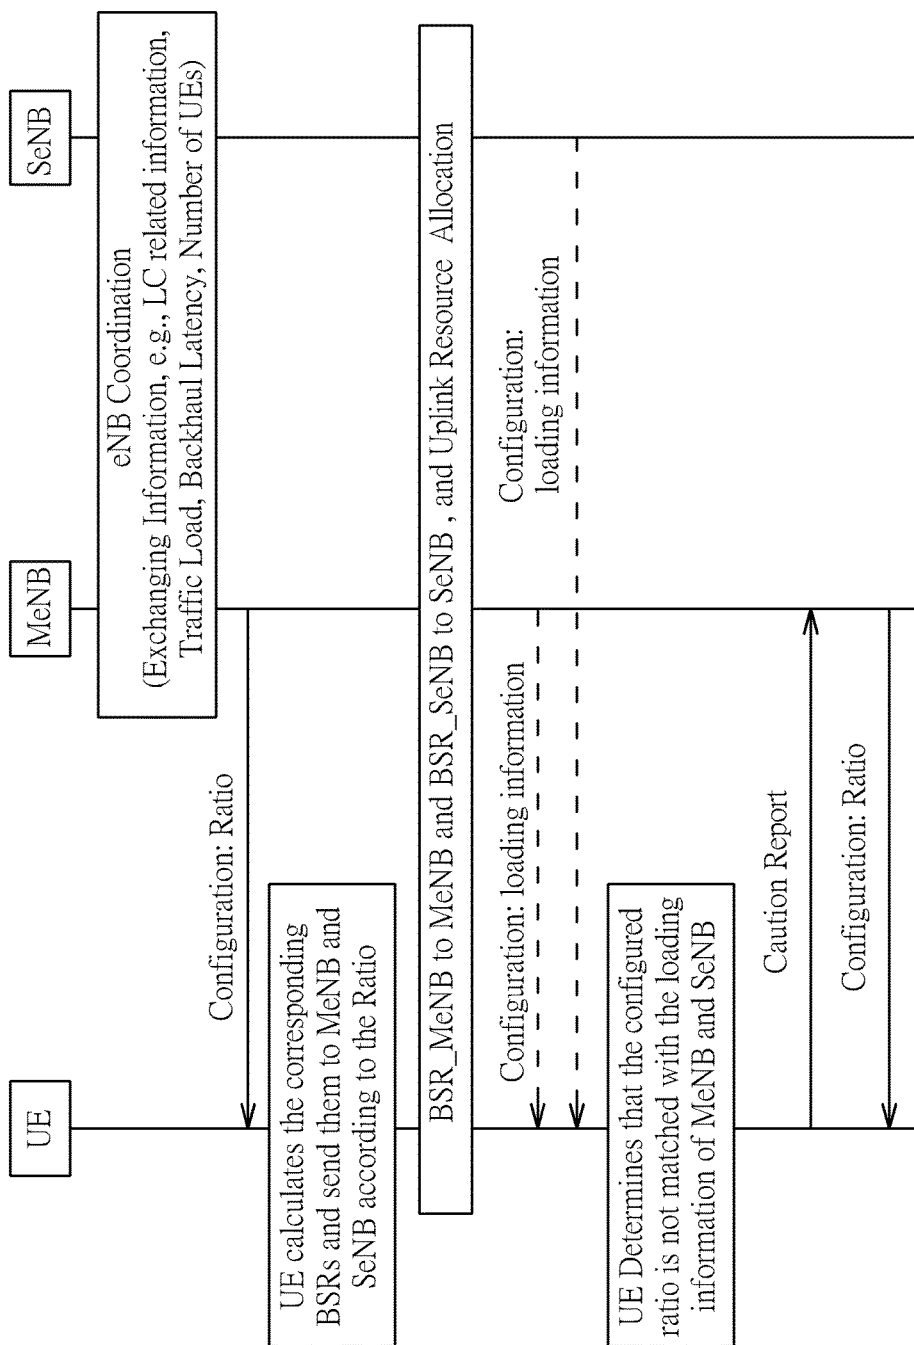 UE
MeNB
SeNB
eNB Coordination
(Exchanging Information, e.g., LC related information,
Traffic Load, Backhaul Latency, Number of UEs)
Configuration: Ratio
UE calculates the corresponding
BSRs and send them to MeNB and
SeNB according to the Ratio
BSR_MeNB to MeNB and BSR_SeNB to SeNB , and Uplink Resource Allocation
Configuration: loading information
Configuration:
loading information
UE Determines that the configured
ratio is not matched with the loading
information of MeNB and SeNB
Caution Report
Configuration: Ratio